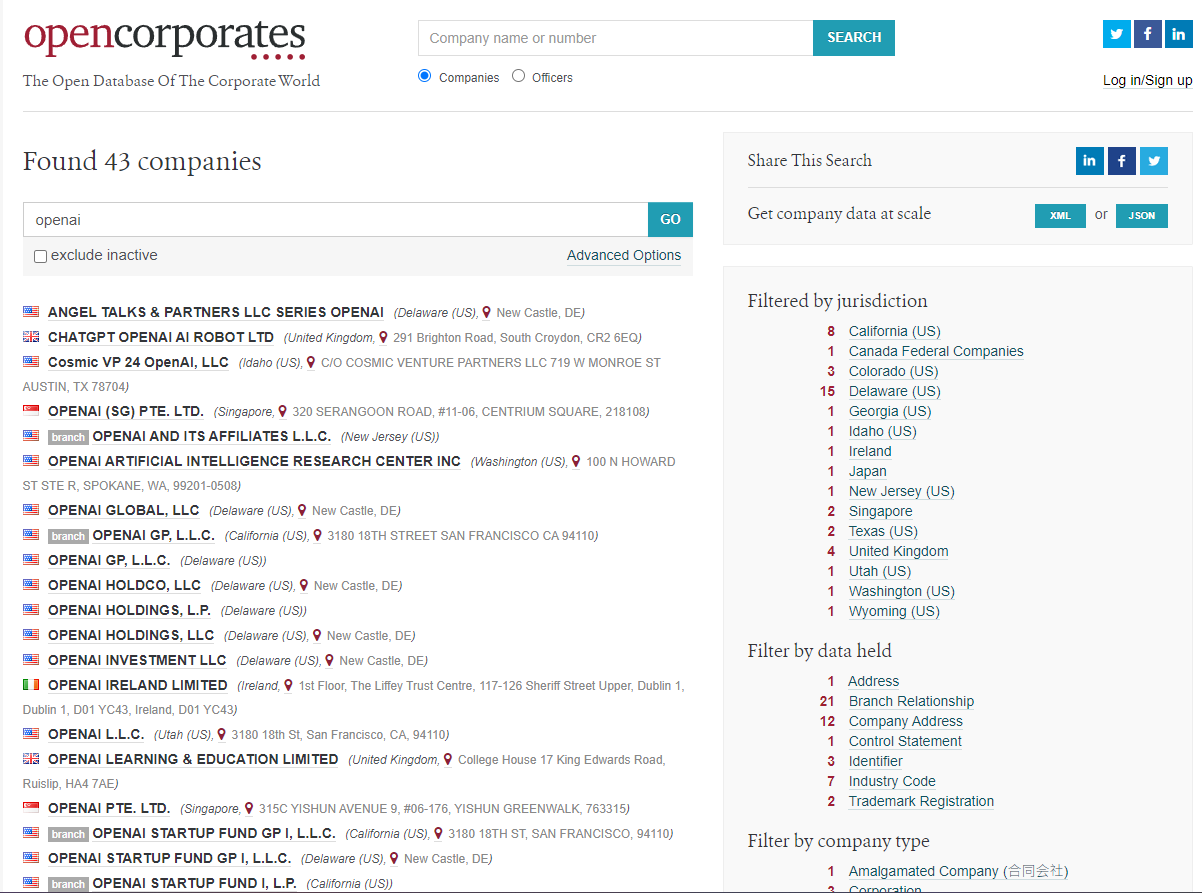 opencorporates
The Open Database Of The Corporate World
Company name or number
SEARCH
Companies Officers
Log in/Sign up
Found 43 companies
openai
GO
exclude inactive
Advanced Options
ANGEL TALKS & PARTNERS LLC SERIES OPENAI (Delaware (US), New Castle, DE)
CHATGPT OPENAI AI ROBOT LTD (United Kingdom, 291 Brighton Road, South Croydon, CR2 6EQ)
Cosmic VP 24 OpenAI, LLC (Idaho (US), C/O COSMIC VENTURE PARTNERS LLC 719 W MONROE ST
AUSTIN, TX 78704)
OPENAI (SG) PTE. LTD. (Singapore, 320 SERANGOON ROAD, #11-06, CENTRIUM SQUARE, 218108)
branch OPENAI AND ITS AFFILIATES L.L.C. (New Jersey (US))
OPENAI ARTIFICIAL INTELLIGENCE RESEARCH CENTER INC (Washington (US), 100 N HOWARD
ST STE R, SPOKANE, WA, 99201-0508)
OPENAI GLOBAL, LLC (Delaware (US), New Castle, DE)
branch OPENAI GP, L.L.C. (California (US), 3180 18TH STREET SAN FRANCISCO CA 94110)
OPENAI GP, L.L.C. (Delaware (US))
OPENAI HOLDCO, LLC (Delaware (US), New Castle, DE)
OPENAI HOLDINGS, L.P. (Delaware (US))
OPENAI HOLDINGS, LLC (Delaware (US), New Castle, DE)
OPENAI INVESTMENT LLC (Delaware (US), New Castle, DE)
OPENAI IRELAND LIMITED (Ireland, 1st Floor, The Liffey Trust Centre, 117-126 Sheriff Street Upper, Dublin 1,
Dublin 1, D01 YC43, Ireland, D01 YC43)
OPENAI L.L.C. (Utah (US), 3180 18th St, San Francisco, CA, 94110)
OPENAI LEARNING & EDUCATION LIMITED (United Kingdom, College House 17 King Edwards Road,
Ruislip, HA4 7AE)
OPENAI PTE. LTD. (Singapore, 315C YISHUN AVENUE 9, #06-176, YISHUN GREENWALK, 763315)
branch OPENAI STARTUP FUND GP I, L.L.C. (California (US), 3180 18TH ST, SAN FRANCISCO, 94110)
OPENAI STARTUP FUND GP I, L.L.C. (Delaware (US), New Castle, DE)
branch OPENAI STARTUP FUND I, L.P. (California (US))
Share This Search
Get company data at scale
XML or JSON
Filtered by jurisdiction
8 California (US)
1 Canada Federal Companies
3 Colorado (US)
15 Delaware (US)
1 Georgia (US)
1 Idaho (US)
1 Ireland
1 Japan
1 New Jersey (US)
2 Singapore
2 Texas (US)
4 United Kingdom
1 Utah (US)
1 Washington (US)
1 Wyoming (US)
Filter by data held
1 Address
21 Branch Relationship
12 Company Address
1 Control Statement
3 Identifier
7 Industry Code
2 Trademark Registration
Filter by company type
1 Amalgamated Company (合同会社)
3 Corporation